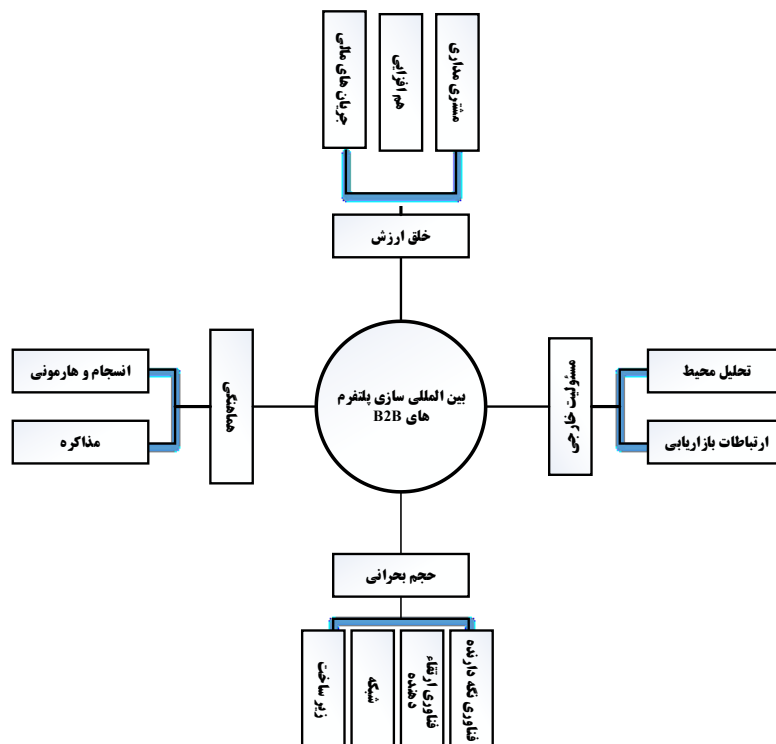 مشتری مداری
هم افزایی
جریان های مالی
خلق ارزش
تحلیل محیط
ارتباطات بازاریابی
مسئولیت خارجی
بین المللی سازی پلتفرم
های B2B
هماهنگی
انسجام و هارمونی
مذاکره
حجم بحرانی
فناوری نگه دارنده
فناوری ارتقاء
دهنده
شبکه
زیر ساخت